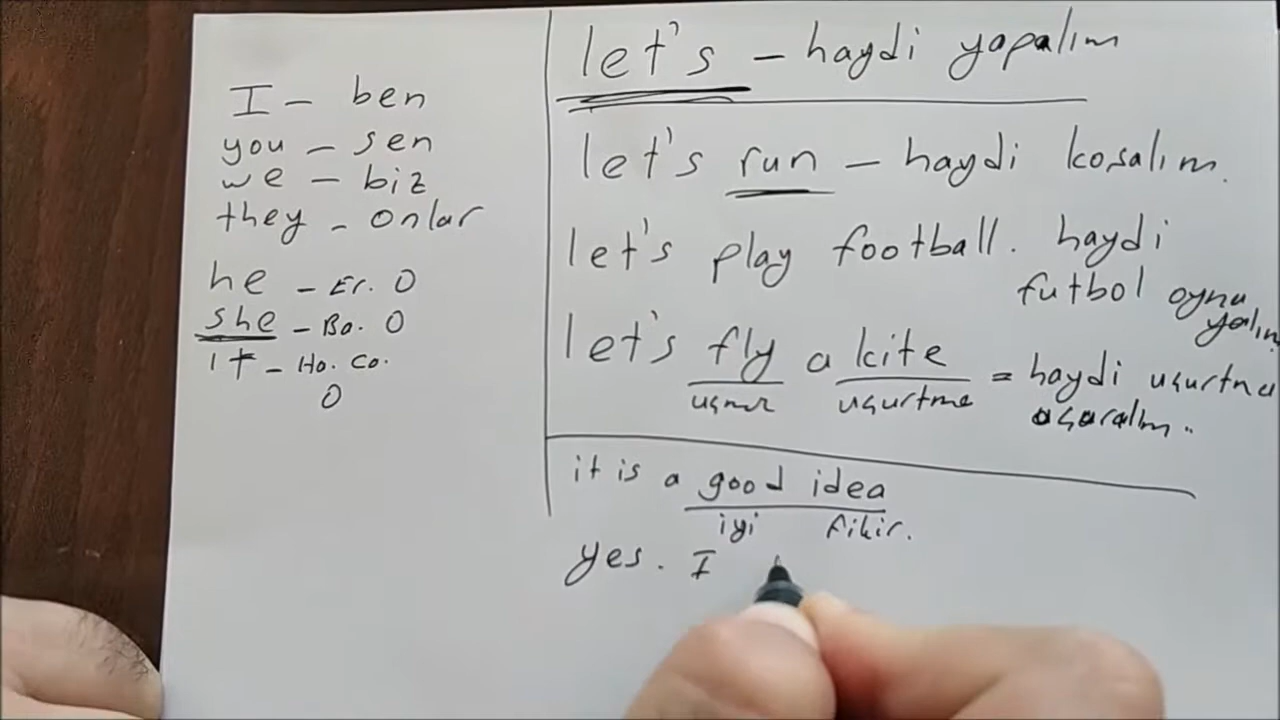 I - ben
you - sen
we - biz
they - onlar
he - Er. O
she - Ba. O
it - Ha. Co.
O
let's - haydi yapalım
let's run - haydi koşalım.
let's play football. haydi
futbol oyna
yalım
let's fly a kite = haydi uçurtma
uçmak uçurtma uçuralım.
it is a good idea
iyi fikir.
yes. I